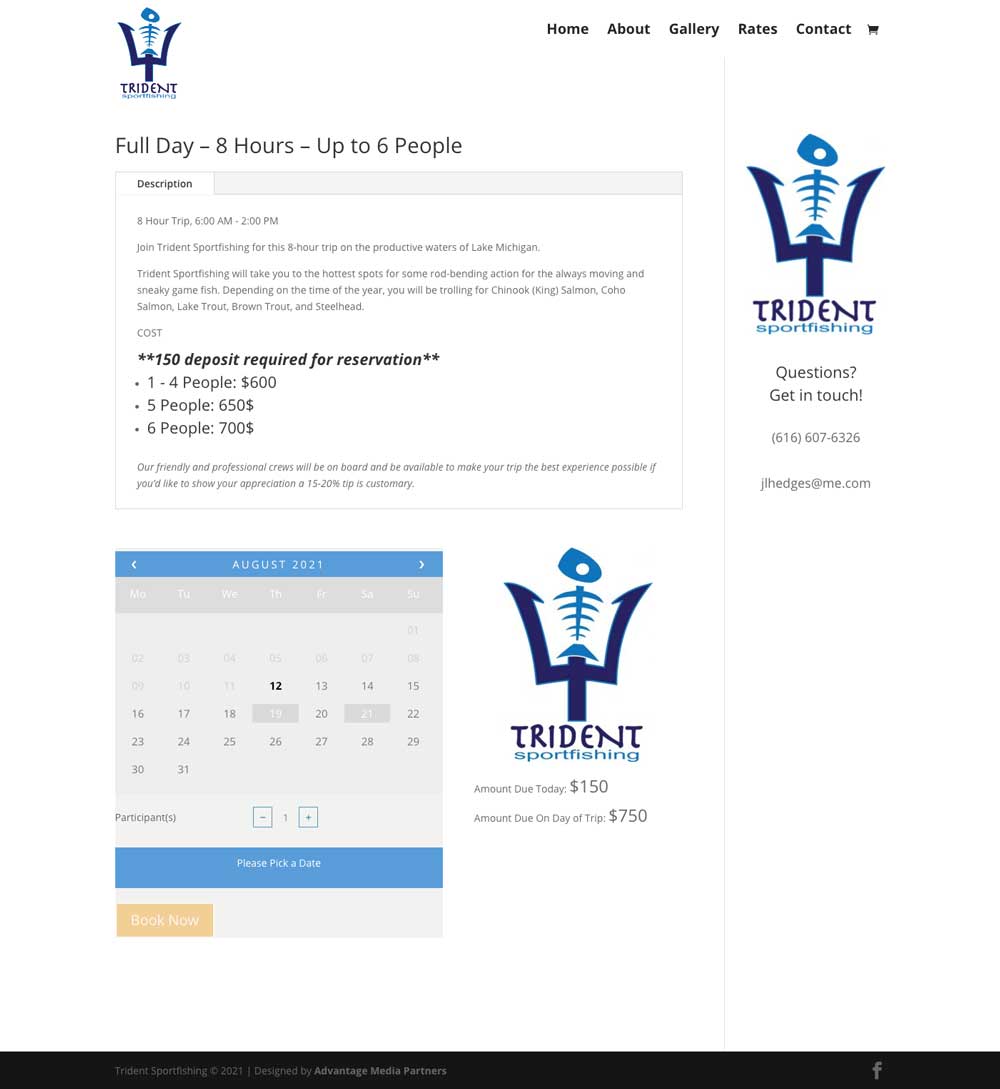 TRIDENT
sportfishing
Home About Gallery Rates Contact
Full Day – 8 Hours – Up to 6 People
Description
8 Hour Trip, 6:00 AM - 2:00 PM
Join Trident Sportfishing for this 8-hour trip on the productive waters of Lake Michigan.
Trident Sportfishing will take you to the hottest spots for some rod-bending action for the always moving and
sneaky game fish. Depending on the time of the year, you will be trolling for Chinook (King) Salmon, Coho
Salmon, Lake Trout, Brown Trout, and Steelhead.
COST
**150 deposit required for reservation**
• 1 - 4 People: $600
• 5 People: 650$
• 6 People: 700$
Our friendly and professional crews will be on board and be available to make your trip the best experience possible if
you'd like to show your appreciation a 15-20% tip is customary.
TRIDENT
sportfishing
Questions?
Get in touch!
(616) 607-6326
jlhedges@me.com
‹ AUGUST 2021 ›
Mo Tu We Th Fr Sa Su
01
02 03 04 05 06 07 08
09 10 11 12 13 14 15
16 17 18 19 20 21 22
23 24 25 26 27 28 29
30 31
Participant(s) − 1 +
Please Pick a Date
Book Now
TRIDENT
sportfishing
Amount Due Today: $150
Amount Due On Day of Trip: $750
Trident Sportfishing © 2021 | Designed by Advantage Media Partners